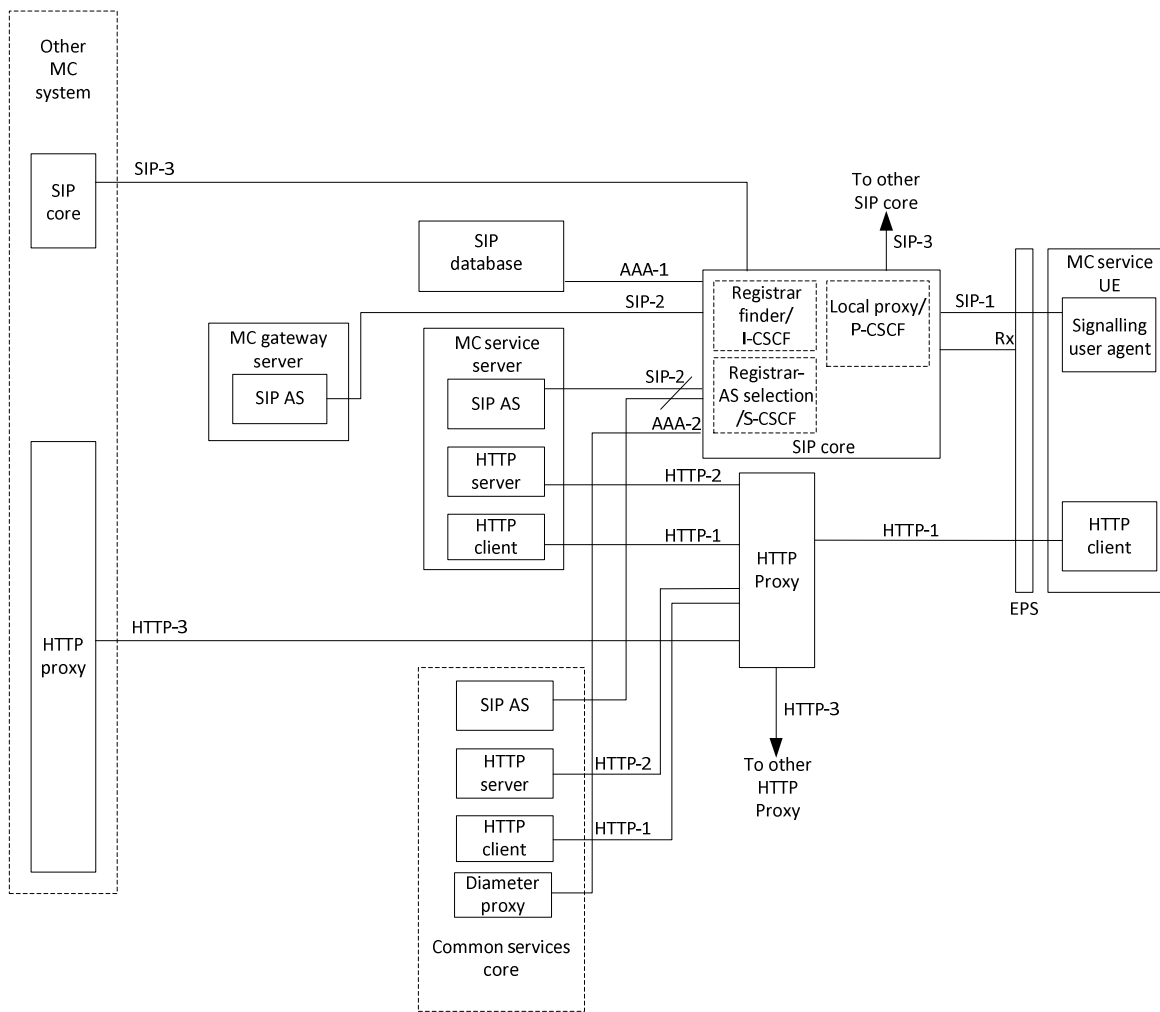 Other
MC
system
SIP
core
SIP-3
To other
SIP core
SIP-3
SIP
database
AAA-1
SIP-2
MC gateway
server
SIP AS
MC service
server
SIP AS
SIP-2
AAA-2
HTTP
server
HTTP-2
HTTP
client
HTTP-1
Registrar
finder/
I-CSCF
Local proxy/
P-CSCF
Registrar-
AS selection
/S-CSCF
SIP core
SIP-1
Rx
MC service
UE
Signalling
user agent
HTTP
Proxy
HTTP-1
HTTP
client
EPS
HTTP
proxy
HTTP-3
HTTP-3
To other
HTTP
Proxy
SIP AS
HTTP
server
HTTP-2
HTTP
client
HTTP-1
Diameter
proxy
Common services
core